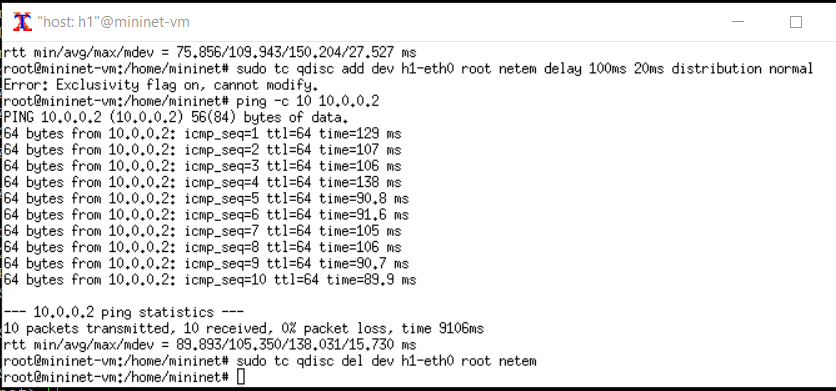 "host: h1"@mininet-vm
rtt min/avg/max/mdev = 75.856/109.943/150.204/27.527 ms
root@mininet-vm:/home/mininet# sudo tc qdisc add dev h1-eth0 root netem delay 100ms 20ms distribution normal
Error: Exclusivity flag on, cannot modify.
root@mininet-vm:/home/mininet# ping -c 10 10.0.0.2
PING 10.0.0.2 (10.0.0.2) 56(84) bytes of data.
64 bytes from 10.0.0.2: icmp_seq=1 ttl=64 time=129 ms
64 bytes from 10.0.0.2: icmp_seq=2 ttl=64 time=107 ms
64 bytes from 10.0.0.2: icmp_seq=3 ttl=64 time=106 ms
64 bytes from 10.0.0.2: icmp_seq=4 ttl=64 time=138 ms
64 bytes from 10.0.0.2: icmp_seq=5 ttl=64 time=90.8 ms
64 bytes from 10.0.0.2: icmp_seq=6 ttl=64 time=91.6 ms
64 bytes from 10.0.0.2: icmp_seq=7 ttl=64 time=105 ms
64 bytes from 10.0.0.2: icmp_seq=8 ttl=64 time=106 ms
64 bytes from 10.0.0.2: icmp_seq=9 ttl=64 time=90.7 ms
64 bytes from 10.0.0.2: icmp_seq=10 ttl=64 time=89.9 ms

--- 10.0.0.2 ping statistics ---
10 packets transmitted, 10 received, 0% packet loss, time 9106ms
rtt min/avg/max/mdev = 89.893/105.350/138.031/15.730 ms
root@mininet-vm:/home/mininet# sudo tc qdisc del dev h1-eth0 root netem
root@mininet-vm:/home/mininet#